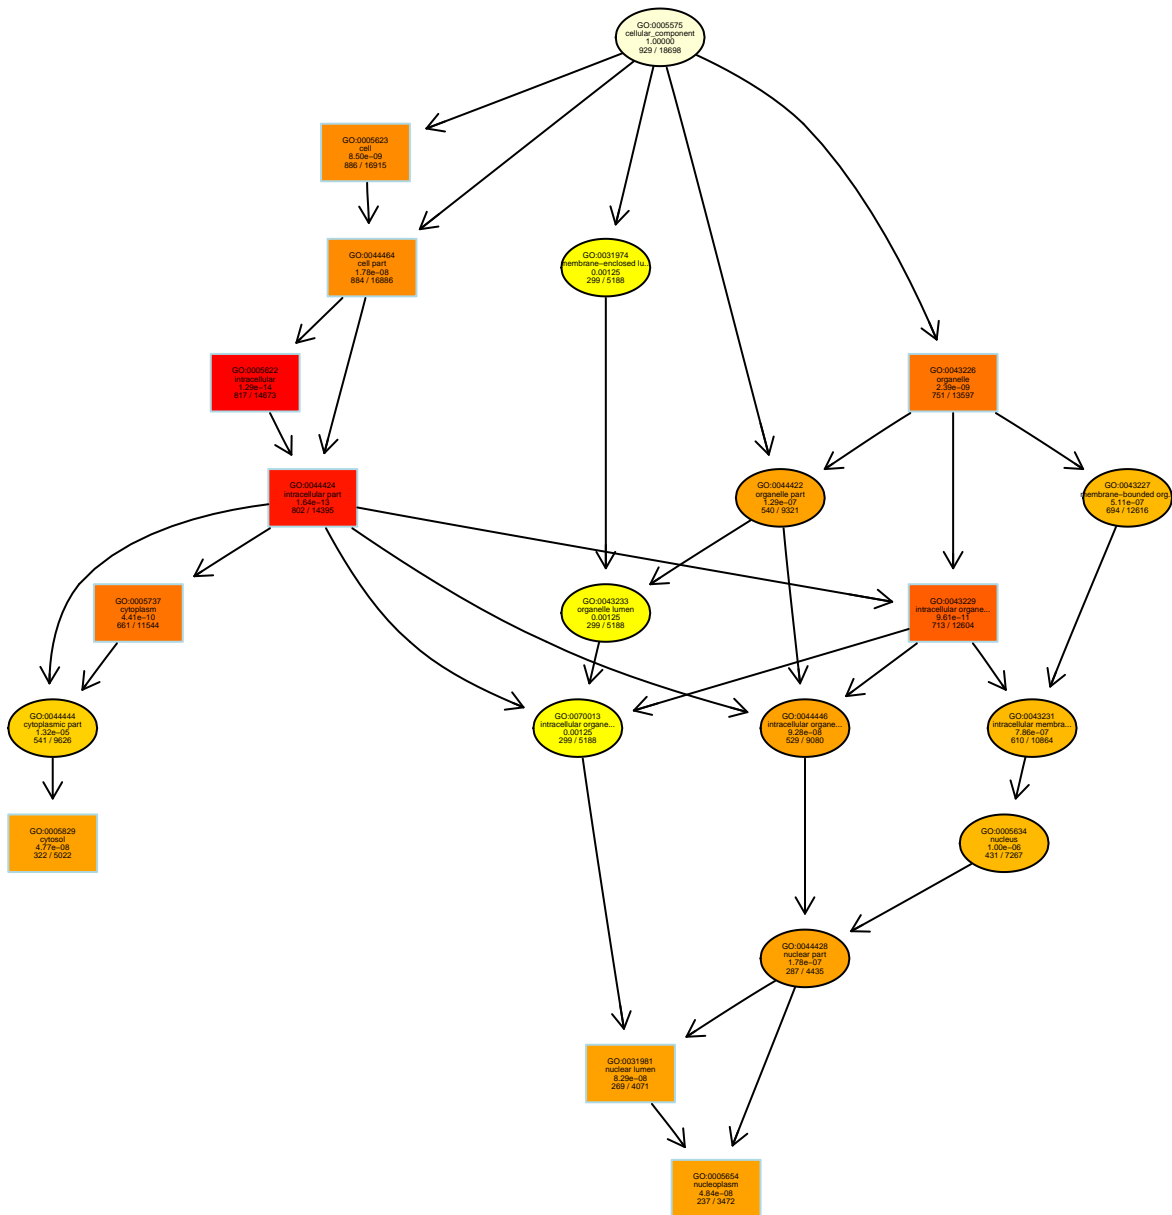 GO:0005575
cellular_component
1.00000
929 / 18698
GO:0005623
cell
8.50e−09
886 / 16915
GO:0044464
cell part
1.78e−08
884 / 16886
GO:0031974
membrane−enclosed lu...
0.00125
299 / 5188
GO:0005622
intracellular
1.29e−14
817 / 14673
GO:0043226
organelle
2.39e−09
751 / 13597
GO:0044424
intracellular part
1.84e−13
802 / 14395
GO:0044422
organelle part
1.29e−07
540 / 9321
GO:0043227
membrane−bounded org...
5.11e−07
694 / 12616
GO:0005737
cytoplasm
4.41e−10
661 / 11544
GO:0043233
organelle lumen
0.00125
299 / 5188
GO:0043229
intracellular organe...
9.61e−11
713 / 12604
GO:0044444
cytoplasmic part
1.32e−05
541 / 9626
GO:0070013
intracellular organe...
0.00125
299 / 5188
GO:0044446
intracellular organe...
9.28e−08
529 / 9080
GO:0043231
intracellular membra...
7.86e−07
610 / 10864
GO:0005829
cytosol
4.77e−08
322 / 5022
GO:0005634
nucleus
1.00e−06
431 / 7267
GO:0044428
nuclear part
1.78e−07
287 / 4435
GO:0031981
nuclear lumen
8.29e−08
269 / 4071
GO:0005654
nucleoplasm
4.84e−08
237 / 3472